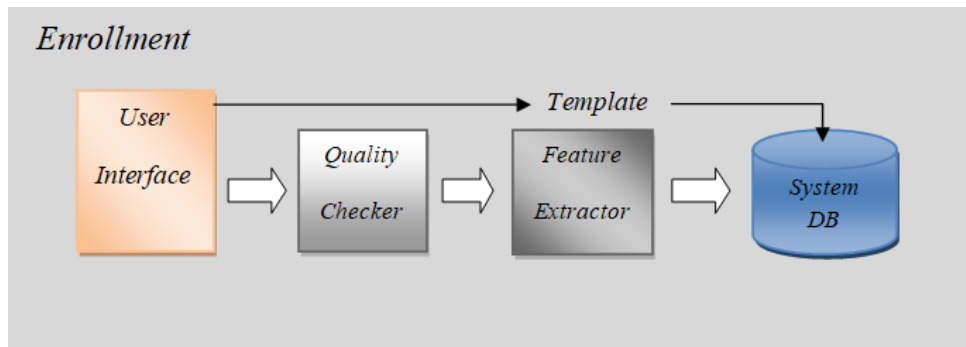 Enrollment
User
Interface
Template
Quality
Checker
Feature
Extractor
System
DB